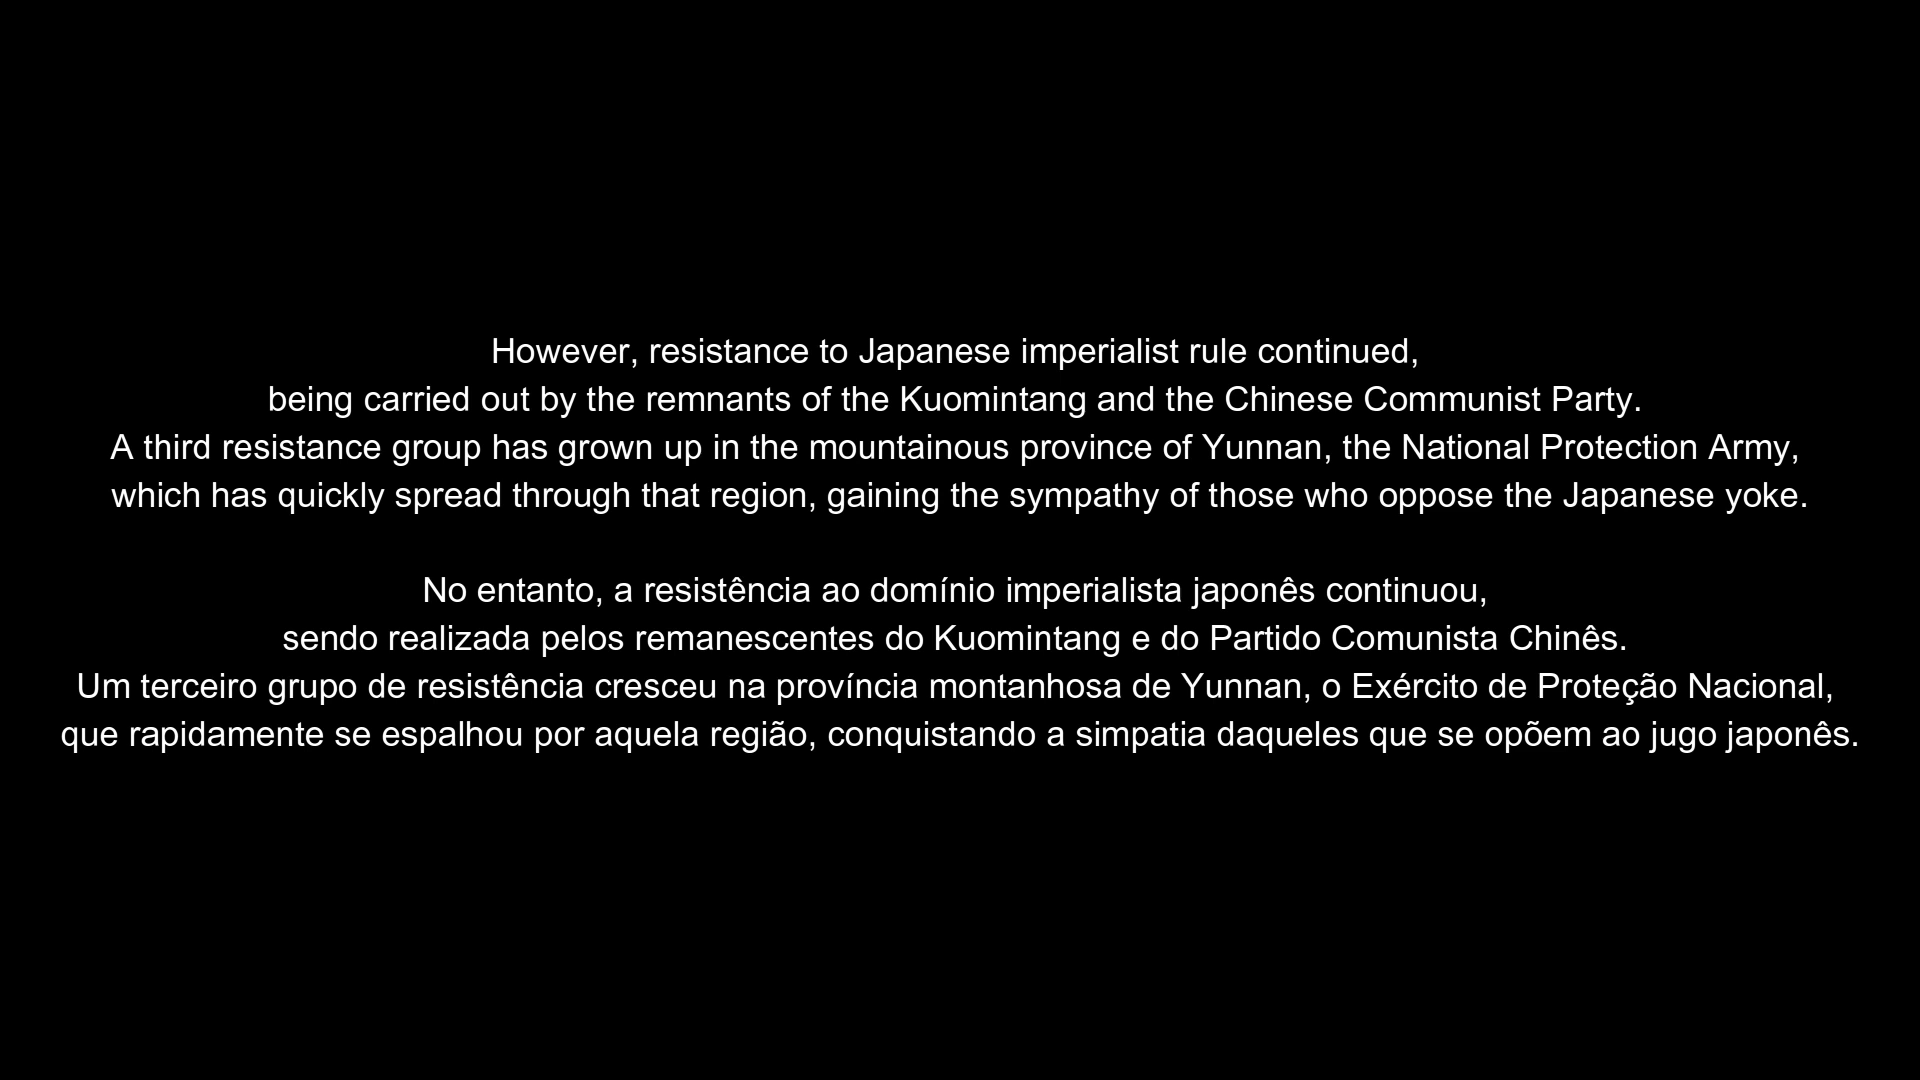 However, resistance to Japanese imperialist rule continued,
being carried out by the remnants of the Kuomintang and the Chinese Communist Party.
A third resistance group has grown up in the mountainous province of Yunnan, the National Protection Army,
which has quickly spread through that region, gaining the sympathy of those who oppose the Japanese yoke.
No entanto, a resistência ao domínio imperialista japonês continuou,
sendo realizada pelos remanescentes do Kuomintang e do Partido Comunista Chinês.
Um terceiro grupo de resistência cresceu na província montanhosa de Yunnan, o Exército de Proteção Nacional,
que rapidamente se espalhou por aquela região, conquistando a simpatia daqueles que se opõem ao jugo japonês.